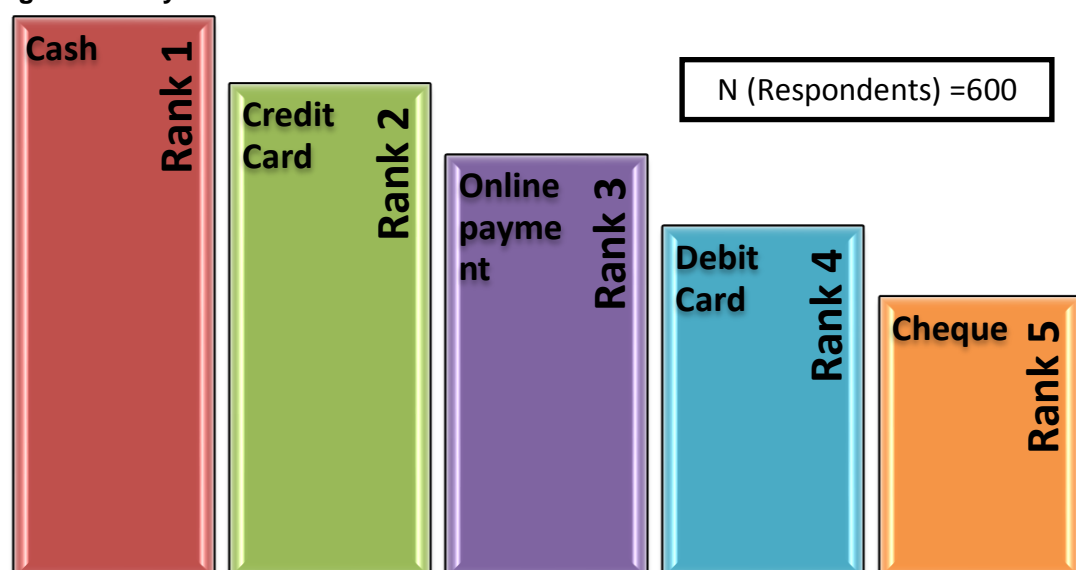 Cash
Rank 1
Credit
Card
Rank 2
N (Respondents) =600
Online
payme
nt
Rank 3
Debit
Card
Rank 4
Cheque
Rank 5